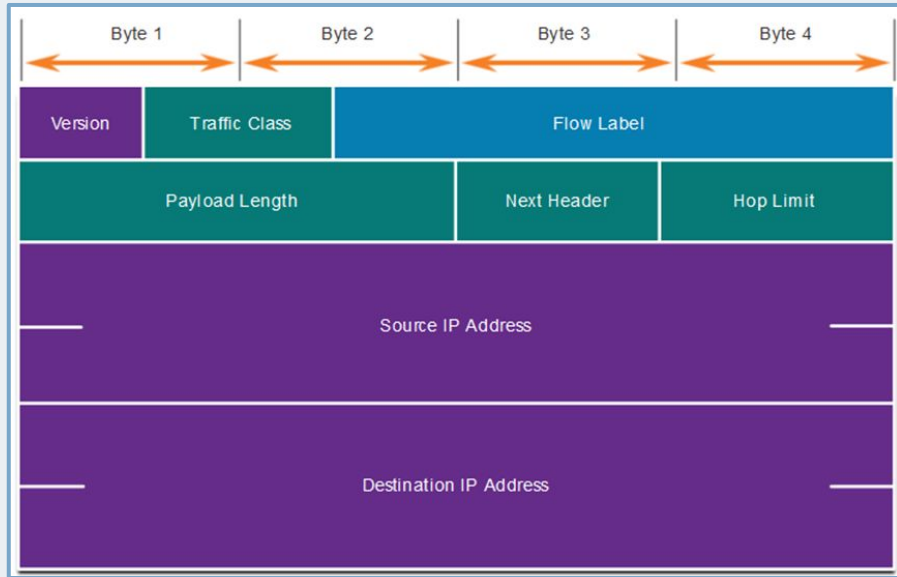 Byte 1 Byte 2 Byte 3 Byte 4
Version Traffic Class Flow Label
Payload Length Next Header Hop Limit
Source IP Address
Destination IP Address